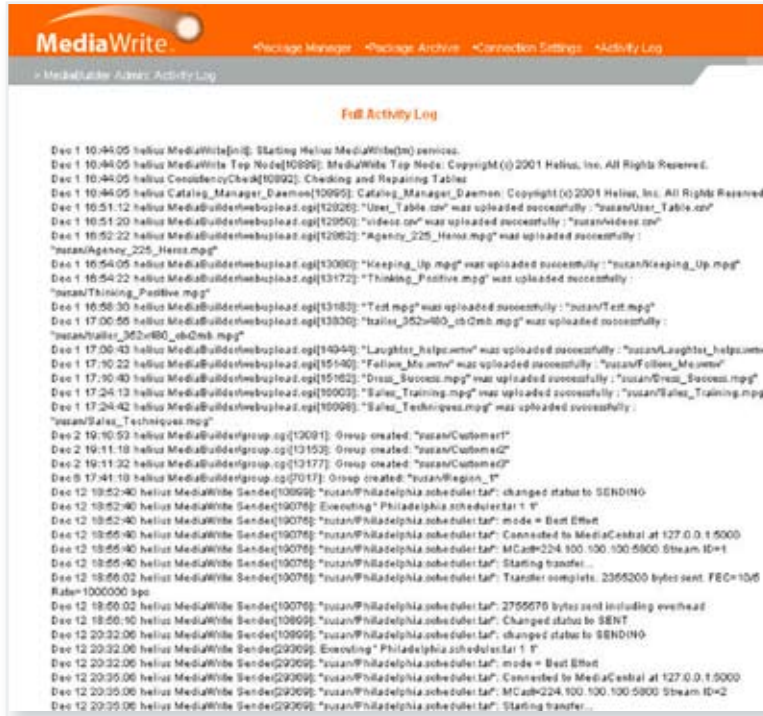 MediaWrite™
•Package Manager •Package Archive •Connection Settings •Activity Log
» MediaBuilder Admin: Activity Log
Full Activity Log
Dec 1 16:44:05 helius MediaWrite[init]: Starting Helius MediaWrite(tm) services.
Dec 1 16:44:05 helius MediaWrite Top Node[10889]: MediaWrite Top Node: Copyright (c) 2001 Helius, Inc. All Rights Reserved.
Dec 1 16:44:05 helius ConsistencyCheck[10892]: Checking and Repairing Tables
Dec 1 16:44:05 helius Catalog_Manager_Daemon[10895]: Catalog_Manager_Daemon: Copyright (c) 2001 Helius, Inc. All Rights Reserved
Dec 1 16:51:12 helius MediaBuilder/webupload.cgi[12826]: "User_Table.csv" was uploaded successfully : "susan/User_Table.csv"
Dec 1 16:51:20 helius MediaBuilder/webupload.cgi[12850]: "videos.csv" was uploaded successfully : "susan/videos.csv"
Dec 1 16:52:22 helius MediaBuilder/webupload.cgi[12862]: "Agency_225_Heros.mpg" was uploaded successfully :
"susan/Agency_225_Heros.mpg"
Dec 1 16:54:05 helius MediaBuilder/webupload.cgi[13080]: "Keeping_Up.mpg" was uploaded successfully : "susan/Keeping_Up.mpg"
Dec 1 16:54:22 helius MediaBuilder/webupload.cgi[13172]: "Thinking_Positive.mpg" was uploaded successfully :
"susan/Thinking_Positive.mpg"
Dec 1 16:58:30 helius MediaBuilder/webupload.cgi[13183]: "Test.mpg" was uploaded successfully : "susan/Test.mpg"
Dec 1 17:00:56 helius MediaBuilder/webupload.cgi[13830]: "trailer_352x480_cbr2mb.mpg" was uploaded successfully :
"susan/trailer_352x480_cbr2mb.mpg"
Dec 1 17:09:43 helius MediaBuilder/webupload.cgi[14944]: "Laughter_helps.wmv" was uploaded successfully : "susan/Laughter_helps.wmv
Dec 1 17:10:22 helius MediaBuilder/webupload.cgi[15140]: "Follow_Me.wmv" was uploaded successfully : "susan/Follow_Me.wmv"
Dec 1 17:10:40 helius MediaBuilder/webupload.cgi[15162]: "Dress_Success.mpg" was uploaded successfully : "susan/Dress_Success.mpg"
Dec 1 17:24:13 helius MediaBuilder/webupload.cgi[16003]: "Sales_Training.mpg" was uploaded successfully : "susan/Sales_Training.mpg
Dec 1 17:24:42 helius MediaBuilder/webupload.cgi[16098]: "Sales_Techniques.mpg" was uploaded successfully :
"susan/Sales_Techniques.mpg"
Dec 2 19:10:53 helius MediaBuilder/group.cgi[13091]: Group created: "susan/Customer1"
Dec 2 19:11:18 helius MediaBuilder/group.cgi[13153]: Group created: "susan/Customer2"
Dec 2 19:11:32 helius MediaBuilder/group.cgi[13177]: Group created: "susan/Customer3"
Dec 5 17:41:18 helius MediaBuilder/group.cgi[7017]: Group created: "susan/Region_1"
Dec 12 18:52:40 helius MediaWrite Sender[10899]: "susan/Philadelphia.scheduler.tar": changed status to SENDING
Dec 12 18:52:40 helius MediaWrite Sender[19076]: Executing" Philadelphia.scheduler.tar 1 1"
Dec 12 18:52:40 helius MediaWrite Sender[19076]: "susan/Philadelphia.scheduler.tar": mode = Best Effort
Dec 12 18:55:40 helius MediaWrite Sender[19076]: "susan/Philadelphia.scheduler.tar": Connected to MediaCentral at 127.0.0.1:5000
Dec 12 18:55:40 helius MediaWrite Sender[19076]: "susan/Philadelphia.scheduler.tar": MCast=224.100.100.100:5800 Stream ID=1
Dec 12 18:55:40 helius MediaWrite Sender[19076]: "susan/Philadelphia.scheduler.tar": Starting transfer...
Dec 12 18:56:02 helius MediaWrite Sender[19076]: "susan/Philadelphia.scheduler.tar": Transfer complete. 2365200 bytes sent. FEC=10/6
Rate=1000000 bps
Dec 12 18:56:02 helius MediaWrite Sender[19076]: "susan/Philadelphia.scheduler.tar": 2755676 bytes sent including overhead
Dec 12 18:56:10 helius MediaWrite Sender[10899]: "susan/Philadelphia.scheduler.tar": Changed status to SENT
Dec 12 20:32:06 helius MediaWrite Sender[10899]: "susan/Philadelphia.scheduler.tar": changed status to SENDING
Dec 12 20:32:06 helius MediaWrite Sender[29369]: Executing" Philadelphia.scheduler.tar 1 1"
Dec 12 20:32:06 helius MediaWrite Sender[29369]: "susan/Philadelphia.scheduler.tar": mode = Best Effort
Dec 12 20:35:06 helius MediaWrite Sender[29369]: "susan/Philadelphia.scheduler.tar": Connected to MediaCentral at 127.0.0.1:5000
Dec 12 20:35:06 helius MediaWrite Sender[29369]: "susan/Philadelphia.scheduler.tar": MCast=224.100.100.100:5800 Stream ID=2
Dec 12 20:35:06 helius MediaWrite Sender[29369]: "susan/Philadelphia.scheduler.tar": Starting transfer...